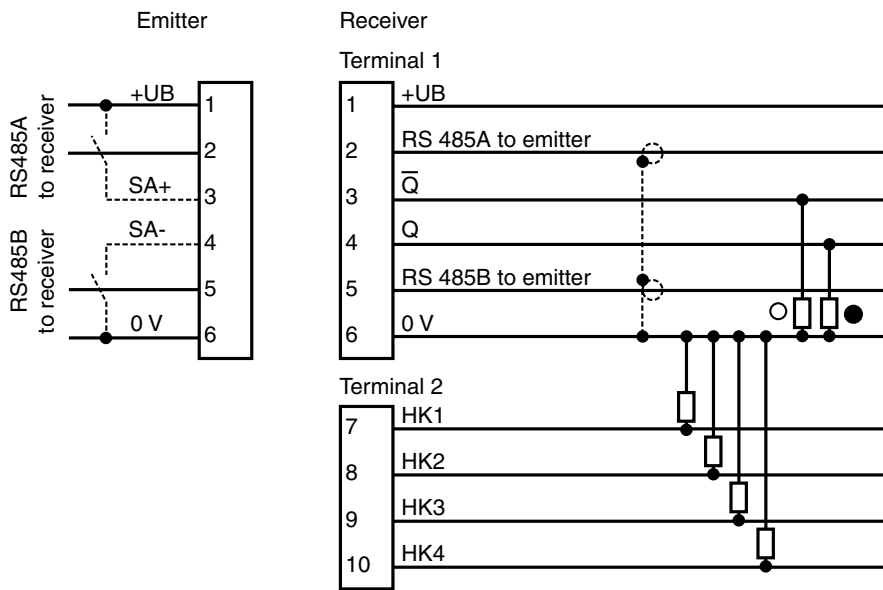 Emitter
Receiver
Terminal 1
RS485A
to receiver
RS485B
to receiver
+UB
1
2
SA+
3
SA-
4
5
0 V
6
1
+UB
2
RS 485A to emitter
3
Q̅
4
Q
5
RS 485B to emitter
6
0 V
Terminal 2
7
HK1
8
HK2
9
HK3
10
HK4